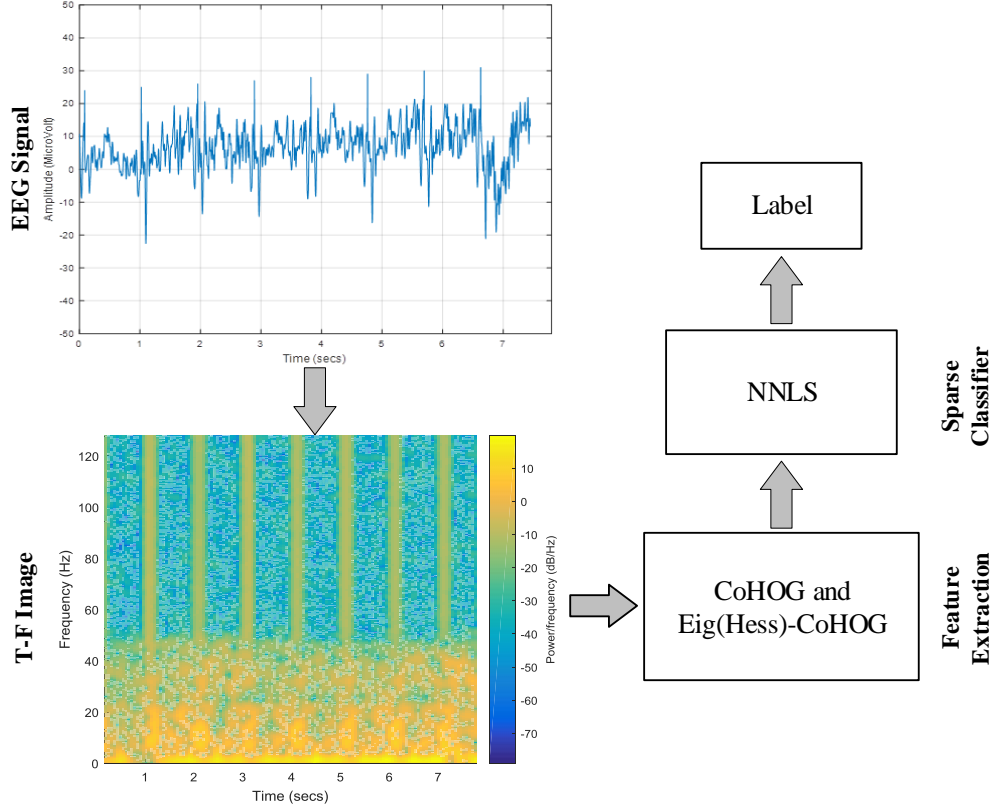 EEG Signal
Amplitude (MicroVolt)
50
40
30
20
10
0
-10
-20
-30
-40
-50
0 1 2 3 4 5 6 7
Time (secs)
T-F Image
Frequency (Hz)
120
100
80
60
40
20
0
1 2 3 4 5 6 7
Time (secs)
10
0
-10
-20
-30
-40
-50
-60
-70
Power/frequency (dB/Hz)
Label
NNLS
Sparse
Classifier
CoHOG and
Eig(Hess)-CoHOG
Feature
Extraction